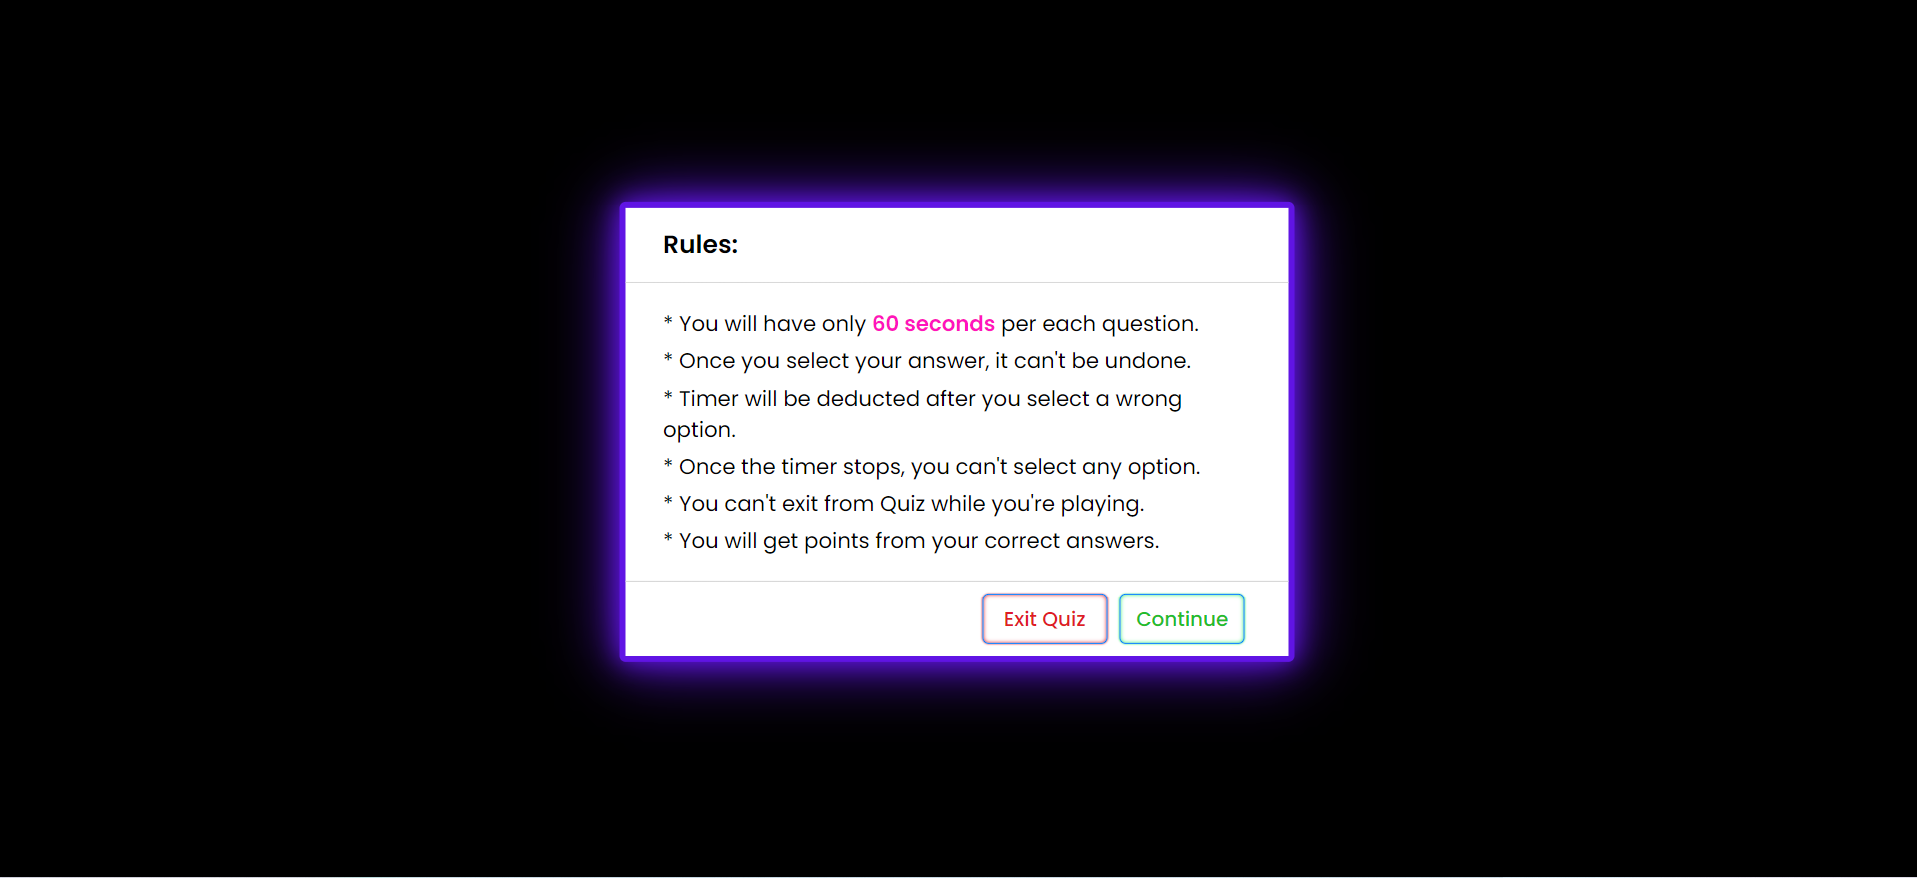 Rules:
* You will have only 60 seconds per each question.
* Once you select your answer, it can't be undone.
* Timer will be deducted after you select a wrong
option.
* Once the timer stops, you can't select any option.
* You can't exit from Quiz while you're playing.
* You will get points from your correct answers.
Exit Quiz
Continue